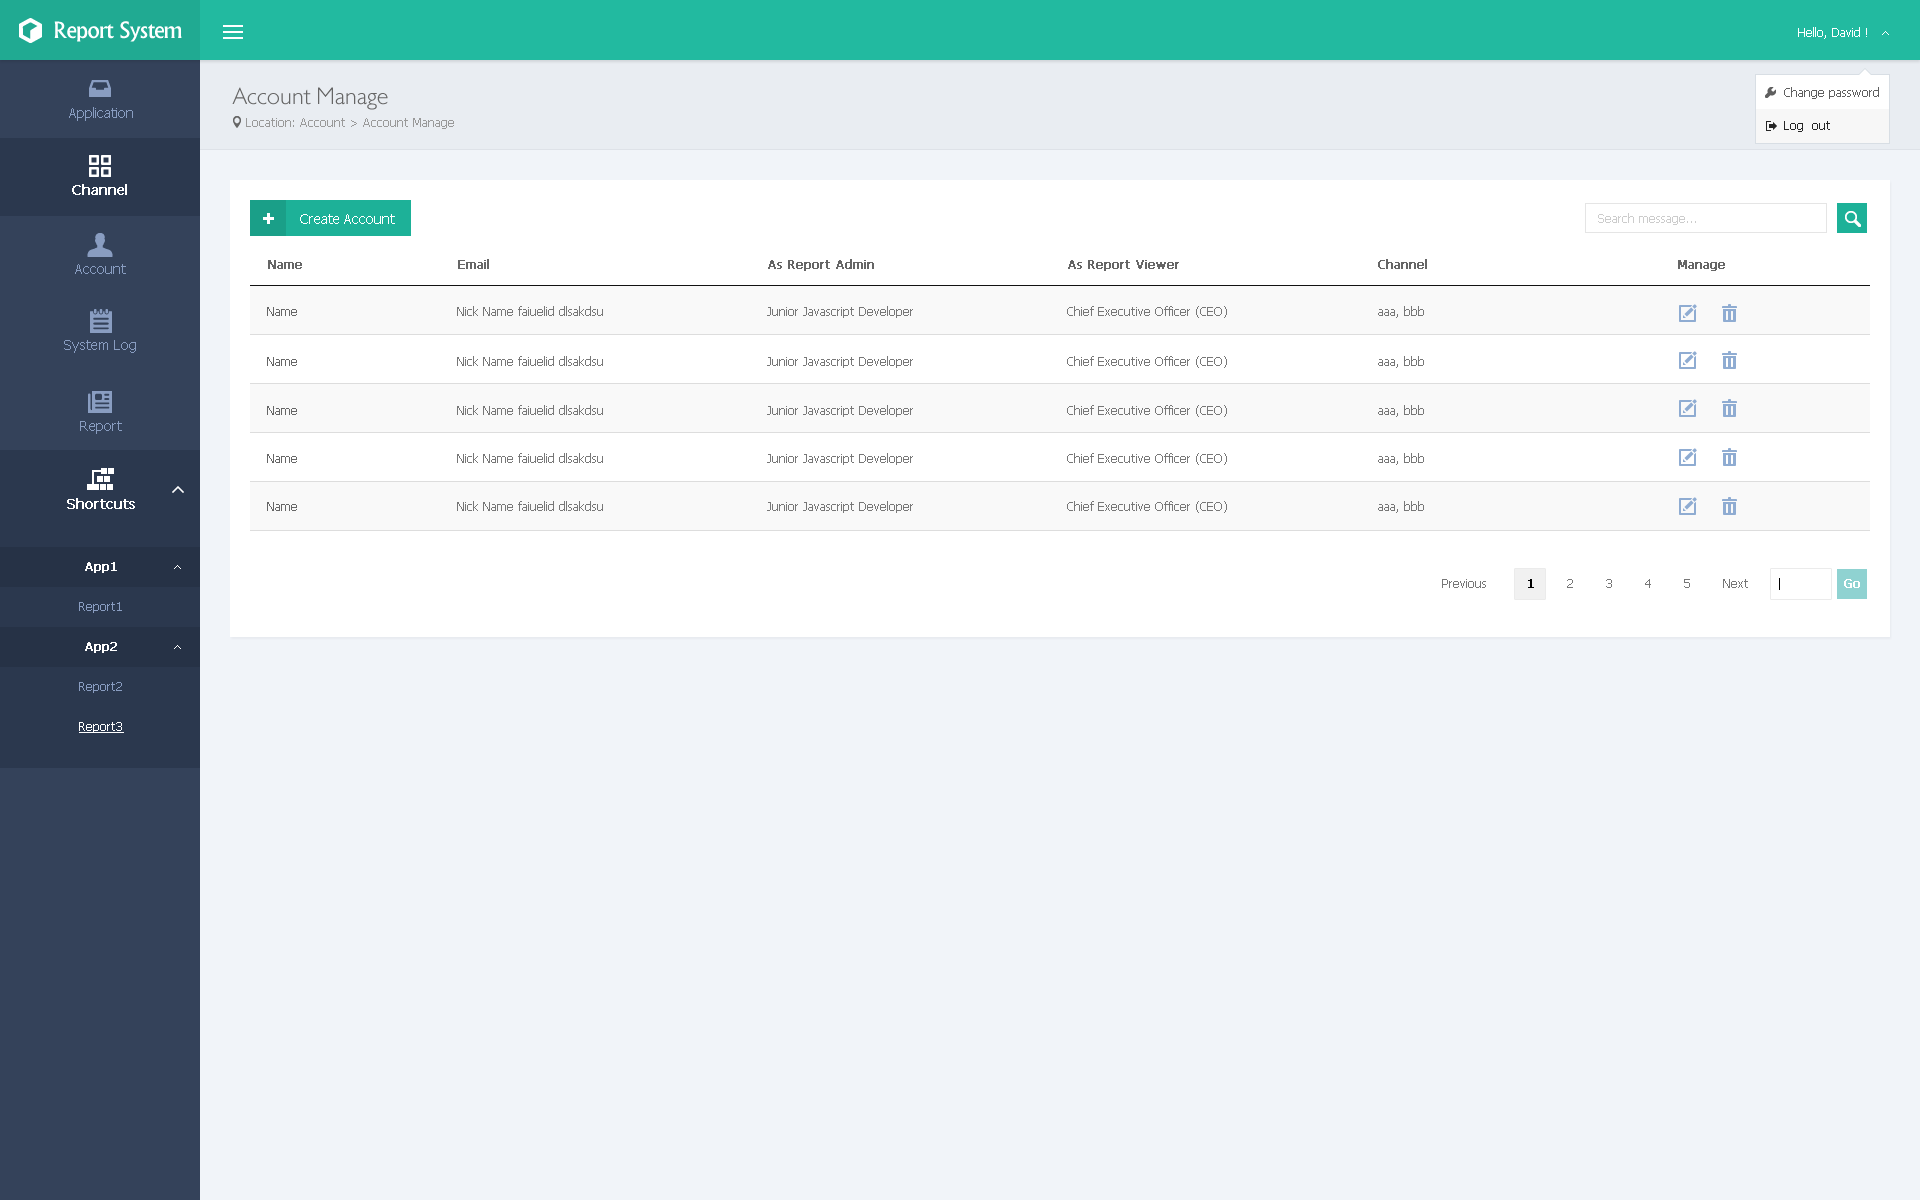 Report System
Hello, David !
Application
Channel
Account
System Log
Report
Shortcuts
App1
Report1
App2
Report2
Report3
Account Manage
Location: Account > Account Manage
Change password
Log out
+ Create Account
Search message...
Name Email As Report Admin As Report Viewer Channel Manage
Name Nick Name faiuelid dlsakdsu Junior Javascript Developer Chief Executive Officer (CEO) aaa, bbb
Name Nick Name faiuelid dlsakdsu Junior Javascript Developer Chief Executive Officer (CEO) aaa, bbb
Name Nick Name faiuelid dlsakdsu Junior Javascript Developer Chief Executive Officer (CEO) aaa, bbb
Name Nick Name faiuelid dlsakdsu Junior Javascript Developer Chief Executive Officer (CEO) aaa, bbb
Name Nick Name faiuelid dlsakdsu Junior Javascript Developer Chief Executive Officer (CEO) aaa, bbb
Previous 1 2 3 4 5 Next Go